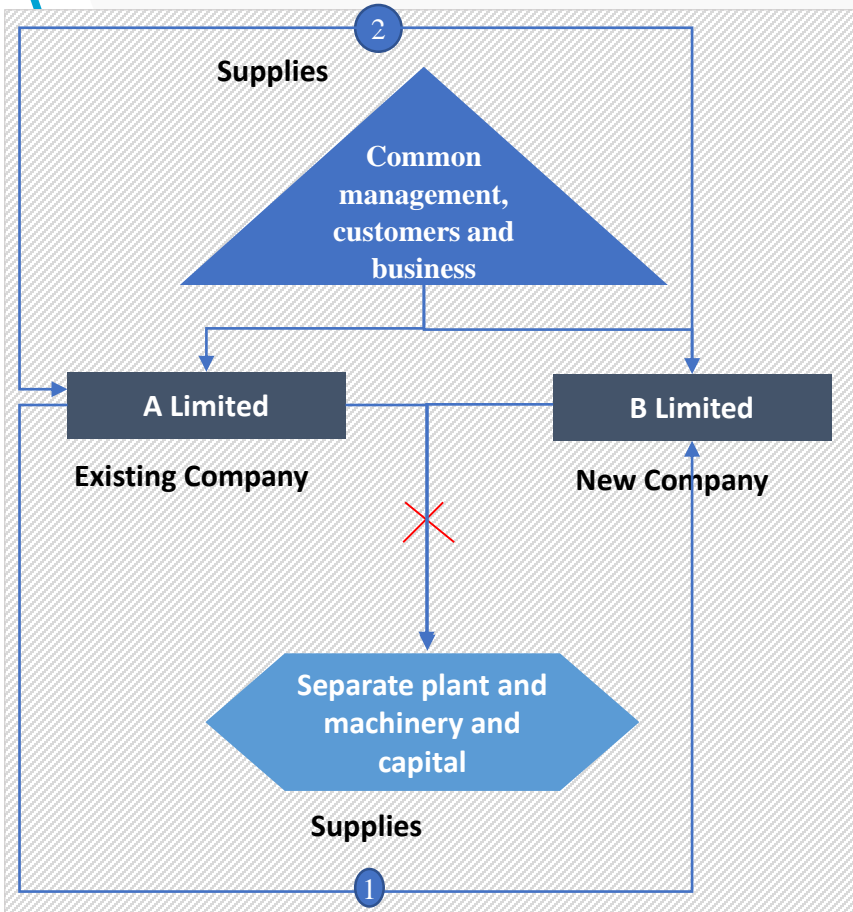 2
Supplies
Common
management,
customers and
business
A Limited
B Limited
Existing Company
New Company
Separate plant and
machinery and
capital
Supplies
1